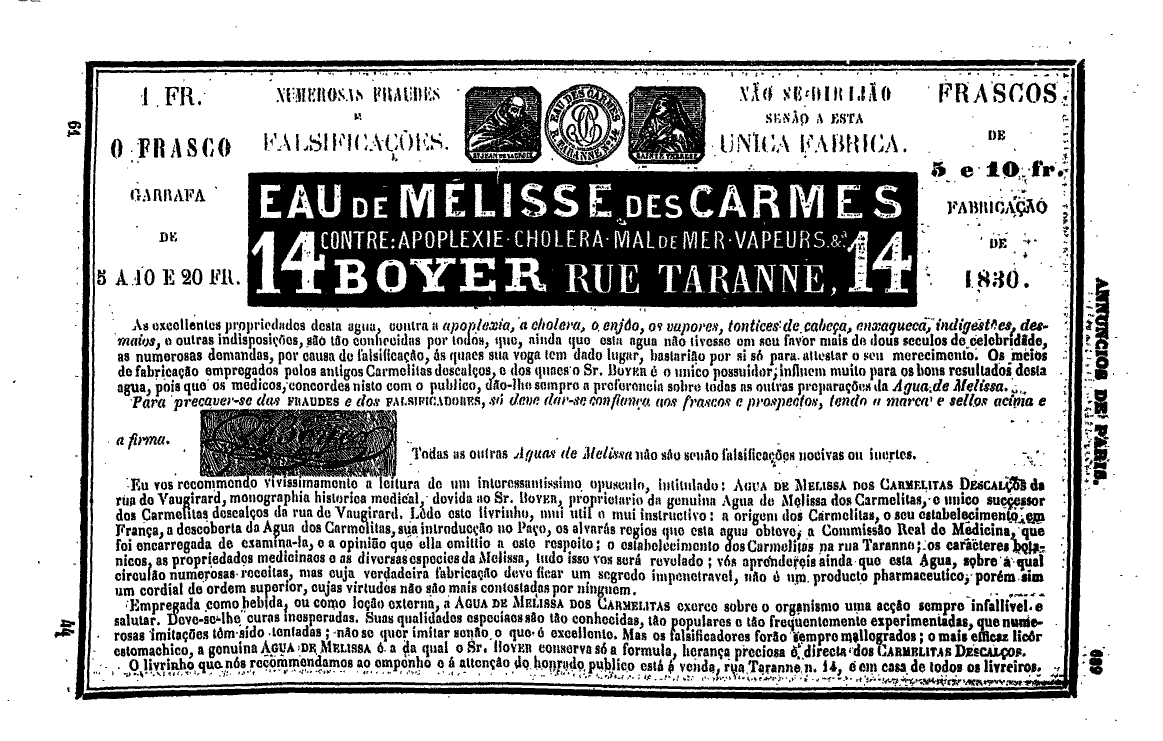 1 FR.
O FRASCO
GARRAFA
DE
5 A 10 E 20 FR.
NUMEROSAS FRAUDES
E
FALSIFICAÇÕES.
ST JEAN DE LA CROIX
EAU DES CARMES
R. TARANNE No 14
SAINTE THÉRÈSE
NÃO SE DIRIJÃO
SENÃO A ESTA
UNICA FABRICA.
FRASCOS
DE
5 e 10 fr.
FABRICAÇÃO
DE
1830.
EAU DE MÉLISSE DES CARMES
14 CONTRE: APOPLEXIE·CHOLERA·MAL DE MER·VAPEURS, &a.
BOYER RUE TARANNE, 14
As excellentes propriedades desta agua, contra a apoplexia, a cholera, o enjôo, os vapores, tontices de cabeça, enxaqueca, indigestões, des-
maios, e outras indisposições, são tão conhecidas por todos, que, ainda que esta agua não tivesse em seu favor mais de dous seculos de celebridade,
as numerosas demandas, por causa de falsificação, ás quaes sua voga tem dado lugar, bastarião por si só para attestar o seu merecimento. Os meios
de fabricação empregados pelos antigos Carmelitas descalços, e dos quaes o Sr. BOYER é o unico possuidor, influem muito para os bons resultados desta
agua, pois que os medicos, concordes nisto com o publico, dão-lhe sempre a preferencia sobre todas as outras preparações da Agua de Melissa.
Para precaver-se das FRAUDES e dos FALSIFICADORES, só deve dar-se confiança aos frascos e prospectos, tendo a marca e sellos acima e
a firma.
Boyer
Todas as outras Aguas de Melissa não são senão falsificações nocivas ou inertes.
Eu vos recommendo vivissimamente a leitura de um interessantissimo opusculo, intitulado: AGUA DE MELISSA DOS CARMELITAS DESCALÇOS da
rua do Vaugirard, monographia historica medical, devida ao Sr. BOYER, proprietario da genuina Agua de Melissa dos Carmelitas, e unico successor
dos Carmelitas descalços da rua de Vaugirard. Lêde este livrinho, mui util e mui instructivo: a origem dos Carmelitas, o seu estabelecimento em
França, a descoberta da Agua dos Carmelitas, sua introducção no Paço, os alvarás regios que esta agua obteve, a Commissão Real de Medicina, que
foi encarregada de examina-la, e a opinião que ella emittio a este respeito; o estabelecimento dos Carmelitas na rua Taranne; os caracteres bota-
nicos, as propriedades medicinaes e as diversas especies da Melissa, tudo isso vos será revelado; vós aprendereis ainda que esta Agua, sobre a qual
circulão numerosas receitas, mas cuja verdadeira fabricação deve ficar um segredo impenetravel, não é um producto pharmaceutico, porém sim
um cordial de ordem superior, cujas virtudes não são mais contestadas por ninguem.
Empregada como bebida, ou como loção externa, a AGUA DE MELISSA DOS CARMELITAS exerce sobre o organismo uma acção sempre infallivel e
salutar. Deve-se-lhe curas inesperadas. Suas qualidades especiaes são tão conhecidas, tão populares e tão frequentemente experimentadas, que nume-
rosas imitações têm sido tentadas; não se quer imitar senão o que é excellente. Mas os falsificadores forão sempre mallogrados; o mais efficaz licôr
estomachico, a genuina AGUA DE MELISSA é a da qual o Sr. BOYER conserva só a formula, herança preciosa e directa dos CARMELITAS DESCALÇOS.
O livrinho que nós recommendamos ao empenho e á attenção do honrado publico está á venda, rua Taranne n. 14, e em casa de todos os livreiros.
61
44
ANNUNCIOS DE PARIS.
689